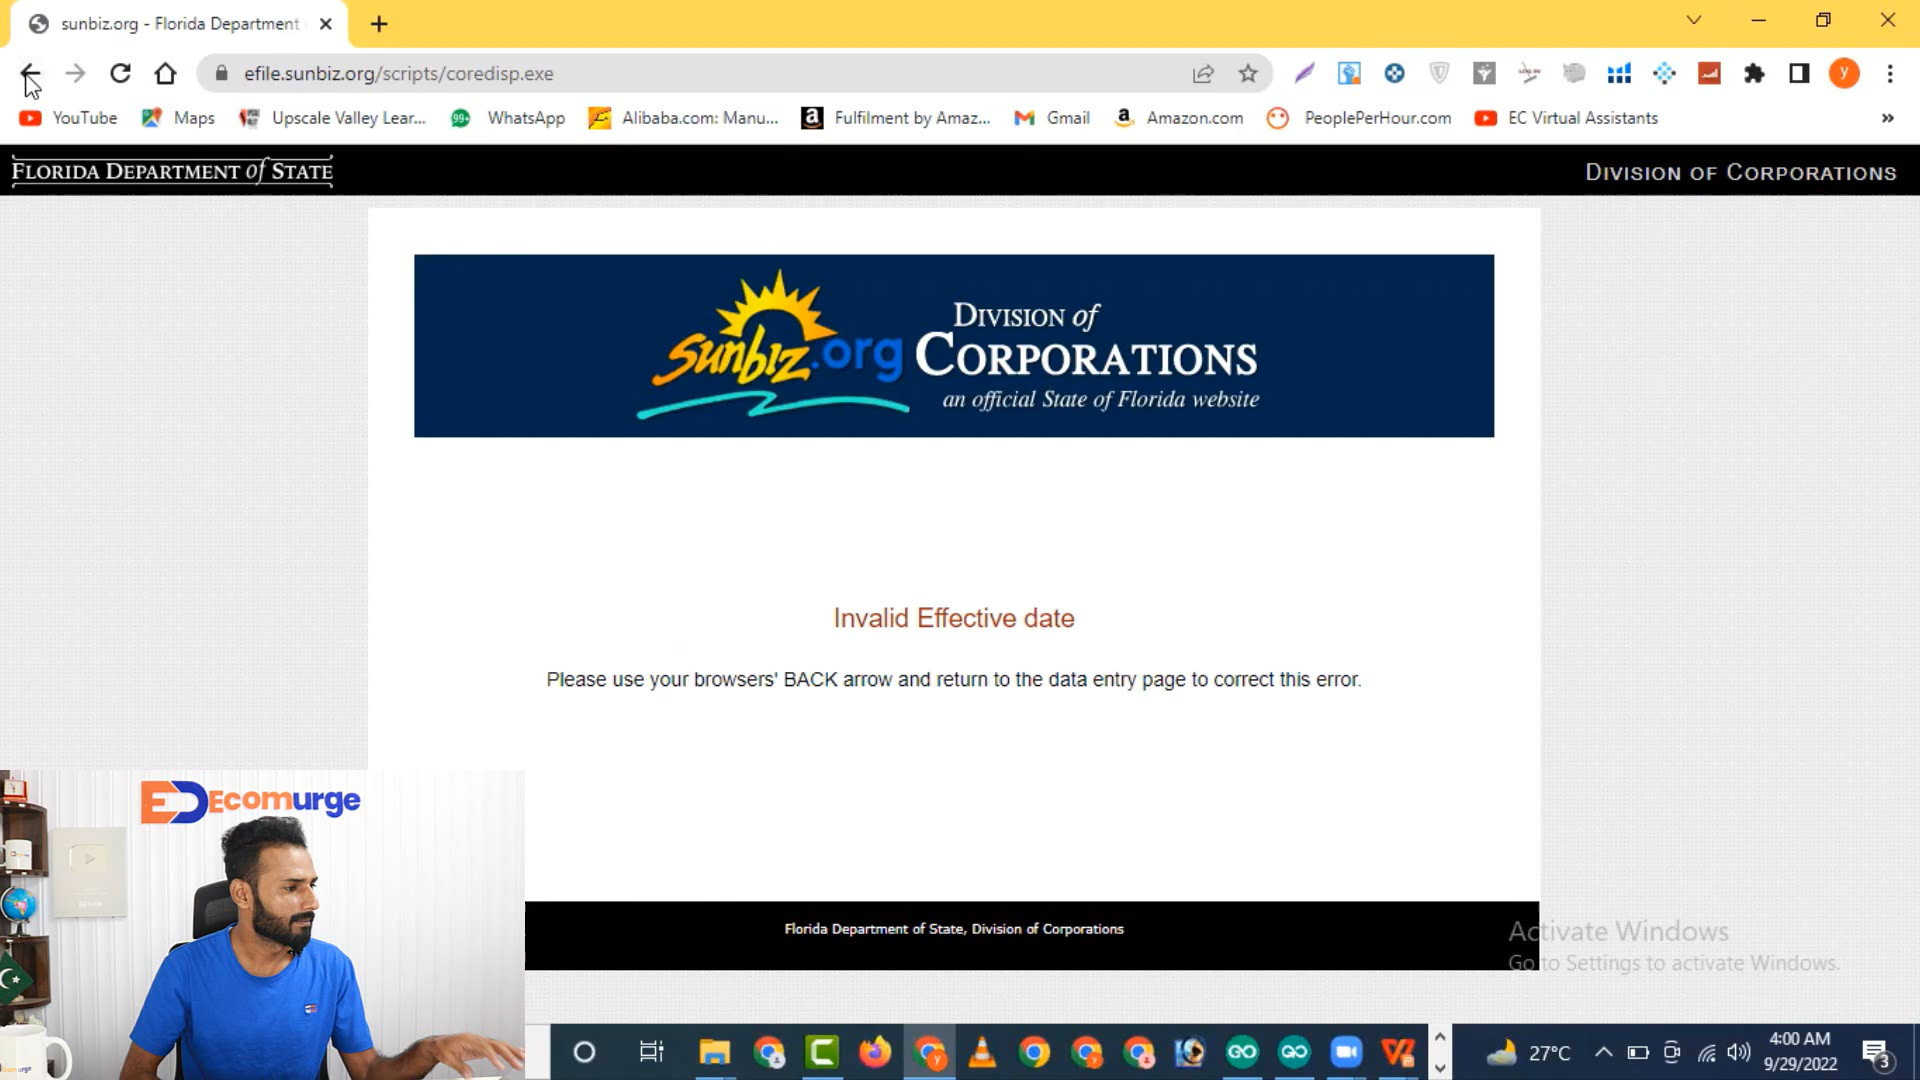 sunbiz.org - Florida Department
efile.sunbiz.org/scripts/coredisp.exe
y
YouTube
Maps
Upscale Valley Lear...
99+ WhatsApp
Alibaba.com: Manu...
Fulfilment by Amaz...
Gmail
Amazon.com
PeoplePerHour.com
EC Virtual Assistants
»
FLORIDA DEPARTMENT of STATE
DIVISION OF CORPORATIONS
sunbiz.org
DIVISION of
CORPORATIONS
an official State of Florida website
Invalid Effective date
Please use your browsers' BACK arrow and return to the data entry page to correct this error.
Ecomurge
Florida Department of State, Division of Corporations
Activate Windows
Go to Settings to activate Windows.
27°C
4:00 AM
9/29/2022
3